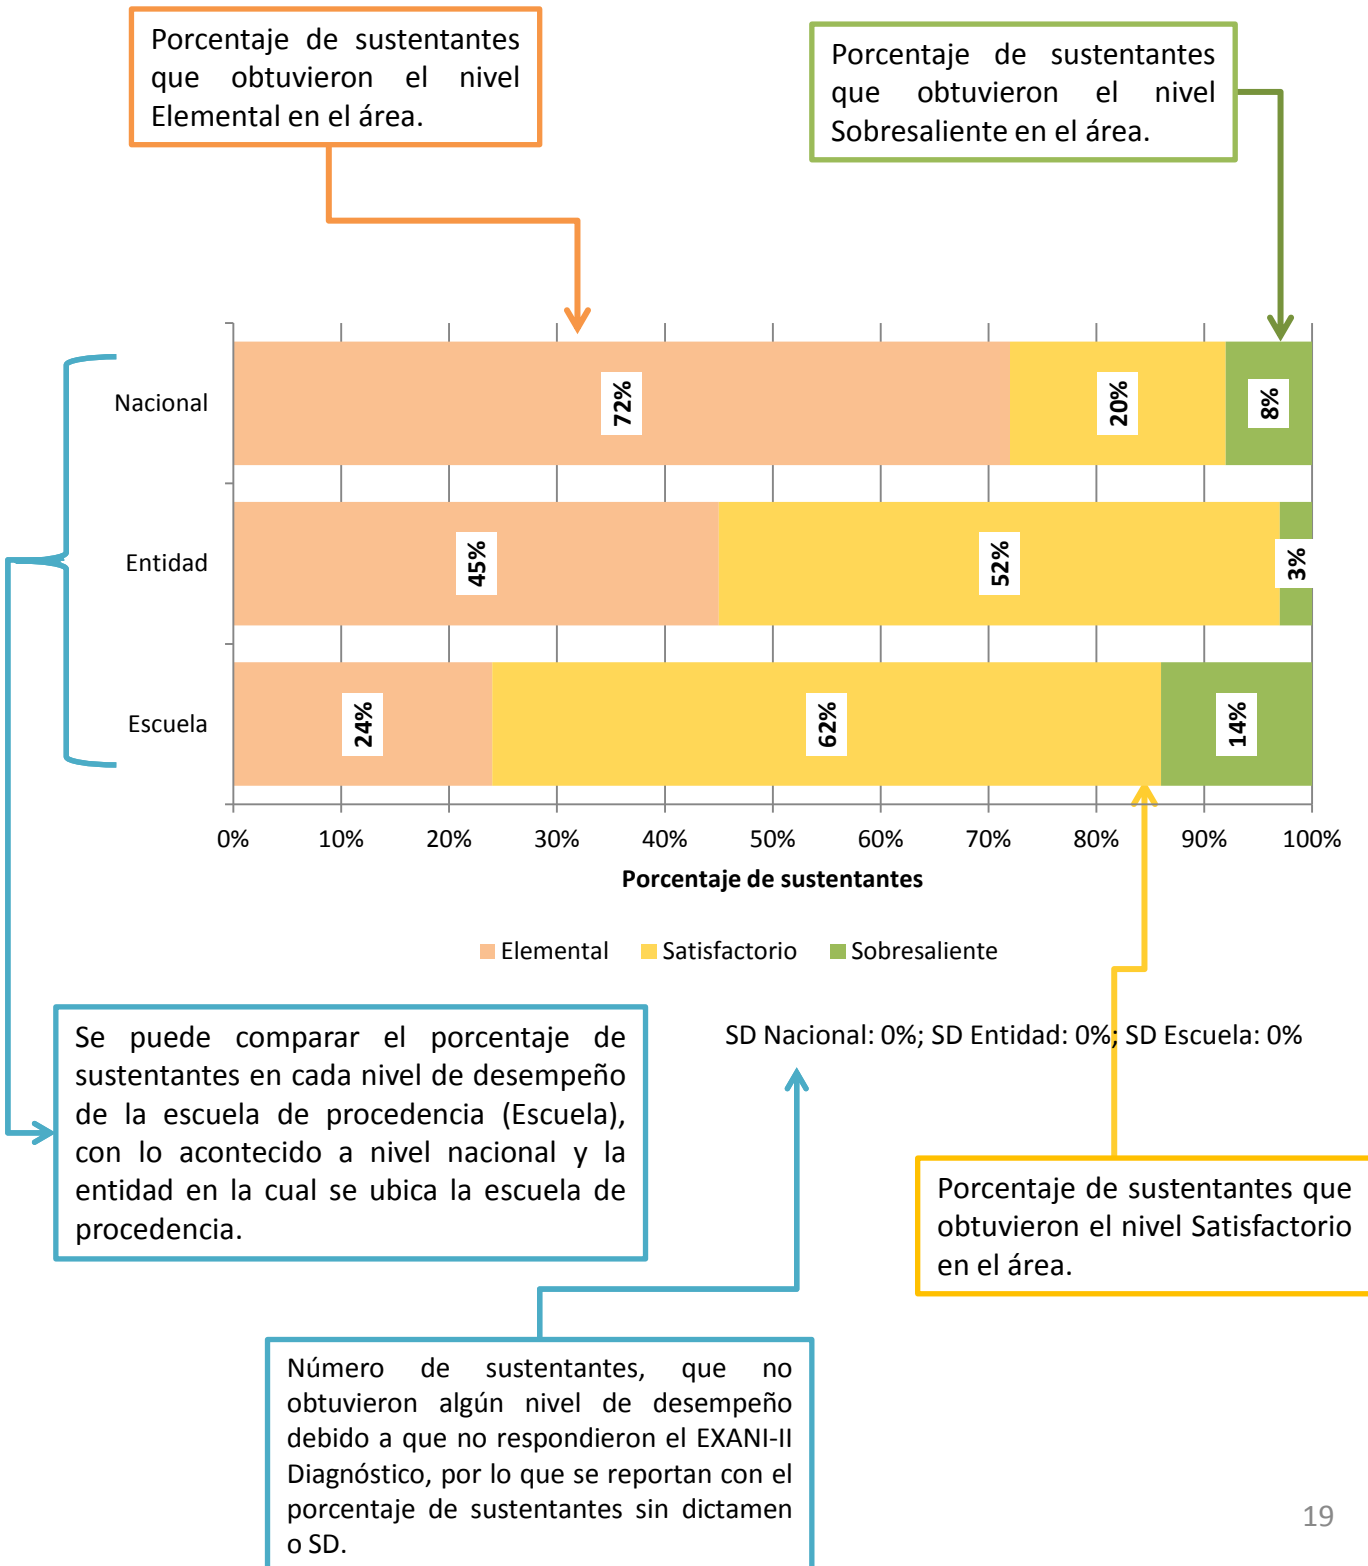 Porcentaje de sustentantes
que obtuvieron el nivel
Elemental en el área.
Porcentaje de sustentantes
que obtuvieron el nivel
Sobresaliente en el área.
Nacional
72%
20%
8%
Entidad
45%
52%
3%
Escuela
24%
62%
14%
0%
10%
20%
30%
40%
50%
60%
70%
80%
90%
100%
Porcentaje de sustentantes
Elemental
Satisfactorio
Sobresaliente
SD Nacional: 0%; SD Entidad: 0%; SD Escuela: 0%
Se puede comparar el porcentaje de
sustentantes en cada nivel de desempeño
de la escuela de procedencia (Escuela),
con lo acontecido a nivel nacional y la
entidad en la cual se ubica la escuela de
procedencia.
Porcentaje de sustentantes que
obtuvieron el nivel Satisfactorio
en el área.
Número de sustentantes, que no
obtuvieron algún nivel de desempeño
debido a que no respondieron el EXANI-II
Diagnóstico, por lo que se reportan con el
porcentaje de sustentantes sin dictamen
o SD.
19